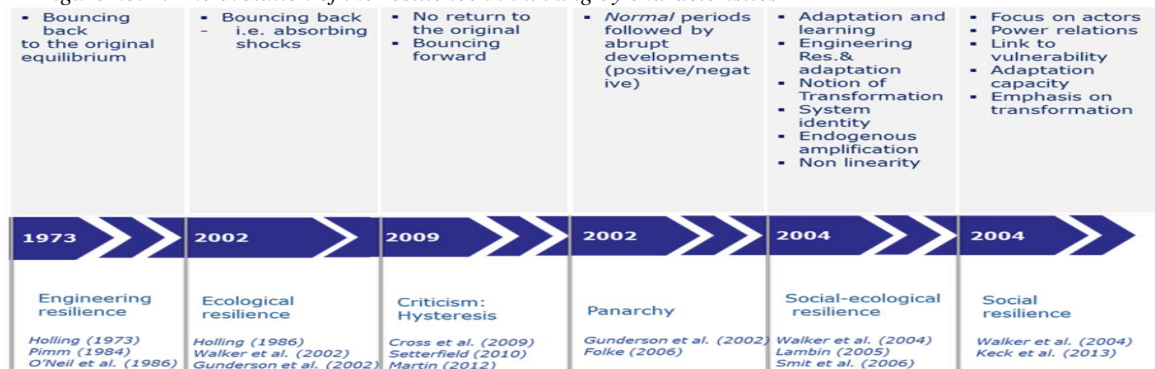 ▪ Bouncing
back
to the original
equilibrium
▪ Bouncing back
- i.e. absorbing
shocks
▪ No return to
the original
▪ Bouncing
forward
▪ Normal periods
followed by
abrupt
developments
(positive/negat
ive)
▪ Adaptation and
learning
▪ Engineering
Res.&
adaptation
▪ Notion of
Transformation
▪ System
identity
▪ Endogenous
amplification
▪ Non linearity
▪ Focus on actors
▪ Power relations
▪ Link to
vulnerability
▪ Adaptation
capacity
▪ Emphasis on
transformation
1973
2002
2009
2002
2004
2004
Engineering
resilience
Holling (1973)
Pimm (1984)
O'Neil et al. (1986)
Ecological
resilience
Holling (1986)
Walker et al. (2002)
Gunderson et al. (2002)
Criticism:
Hysteresis
Cross et al. (2009)
Setterfield (2010)
Martin (2012)
Panarchy
Gunderson et al. (2002)
Folke (2006)
Social-ecological
resilience
Walker et al. (2004)
Lambin (2005)
Smit et al. (2006)
Social
resilience
Walker et al. (2004)
Keck et al. (2013)